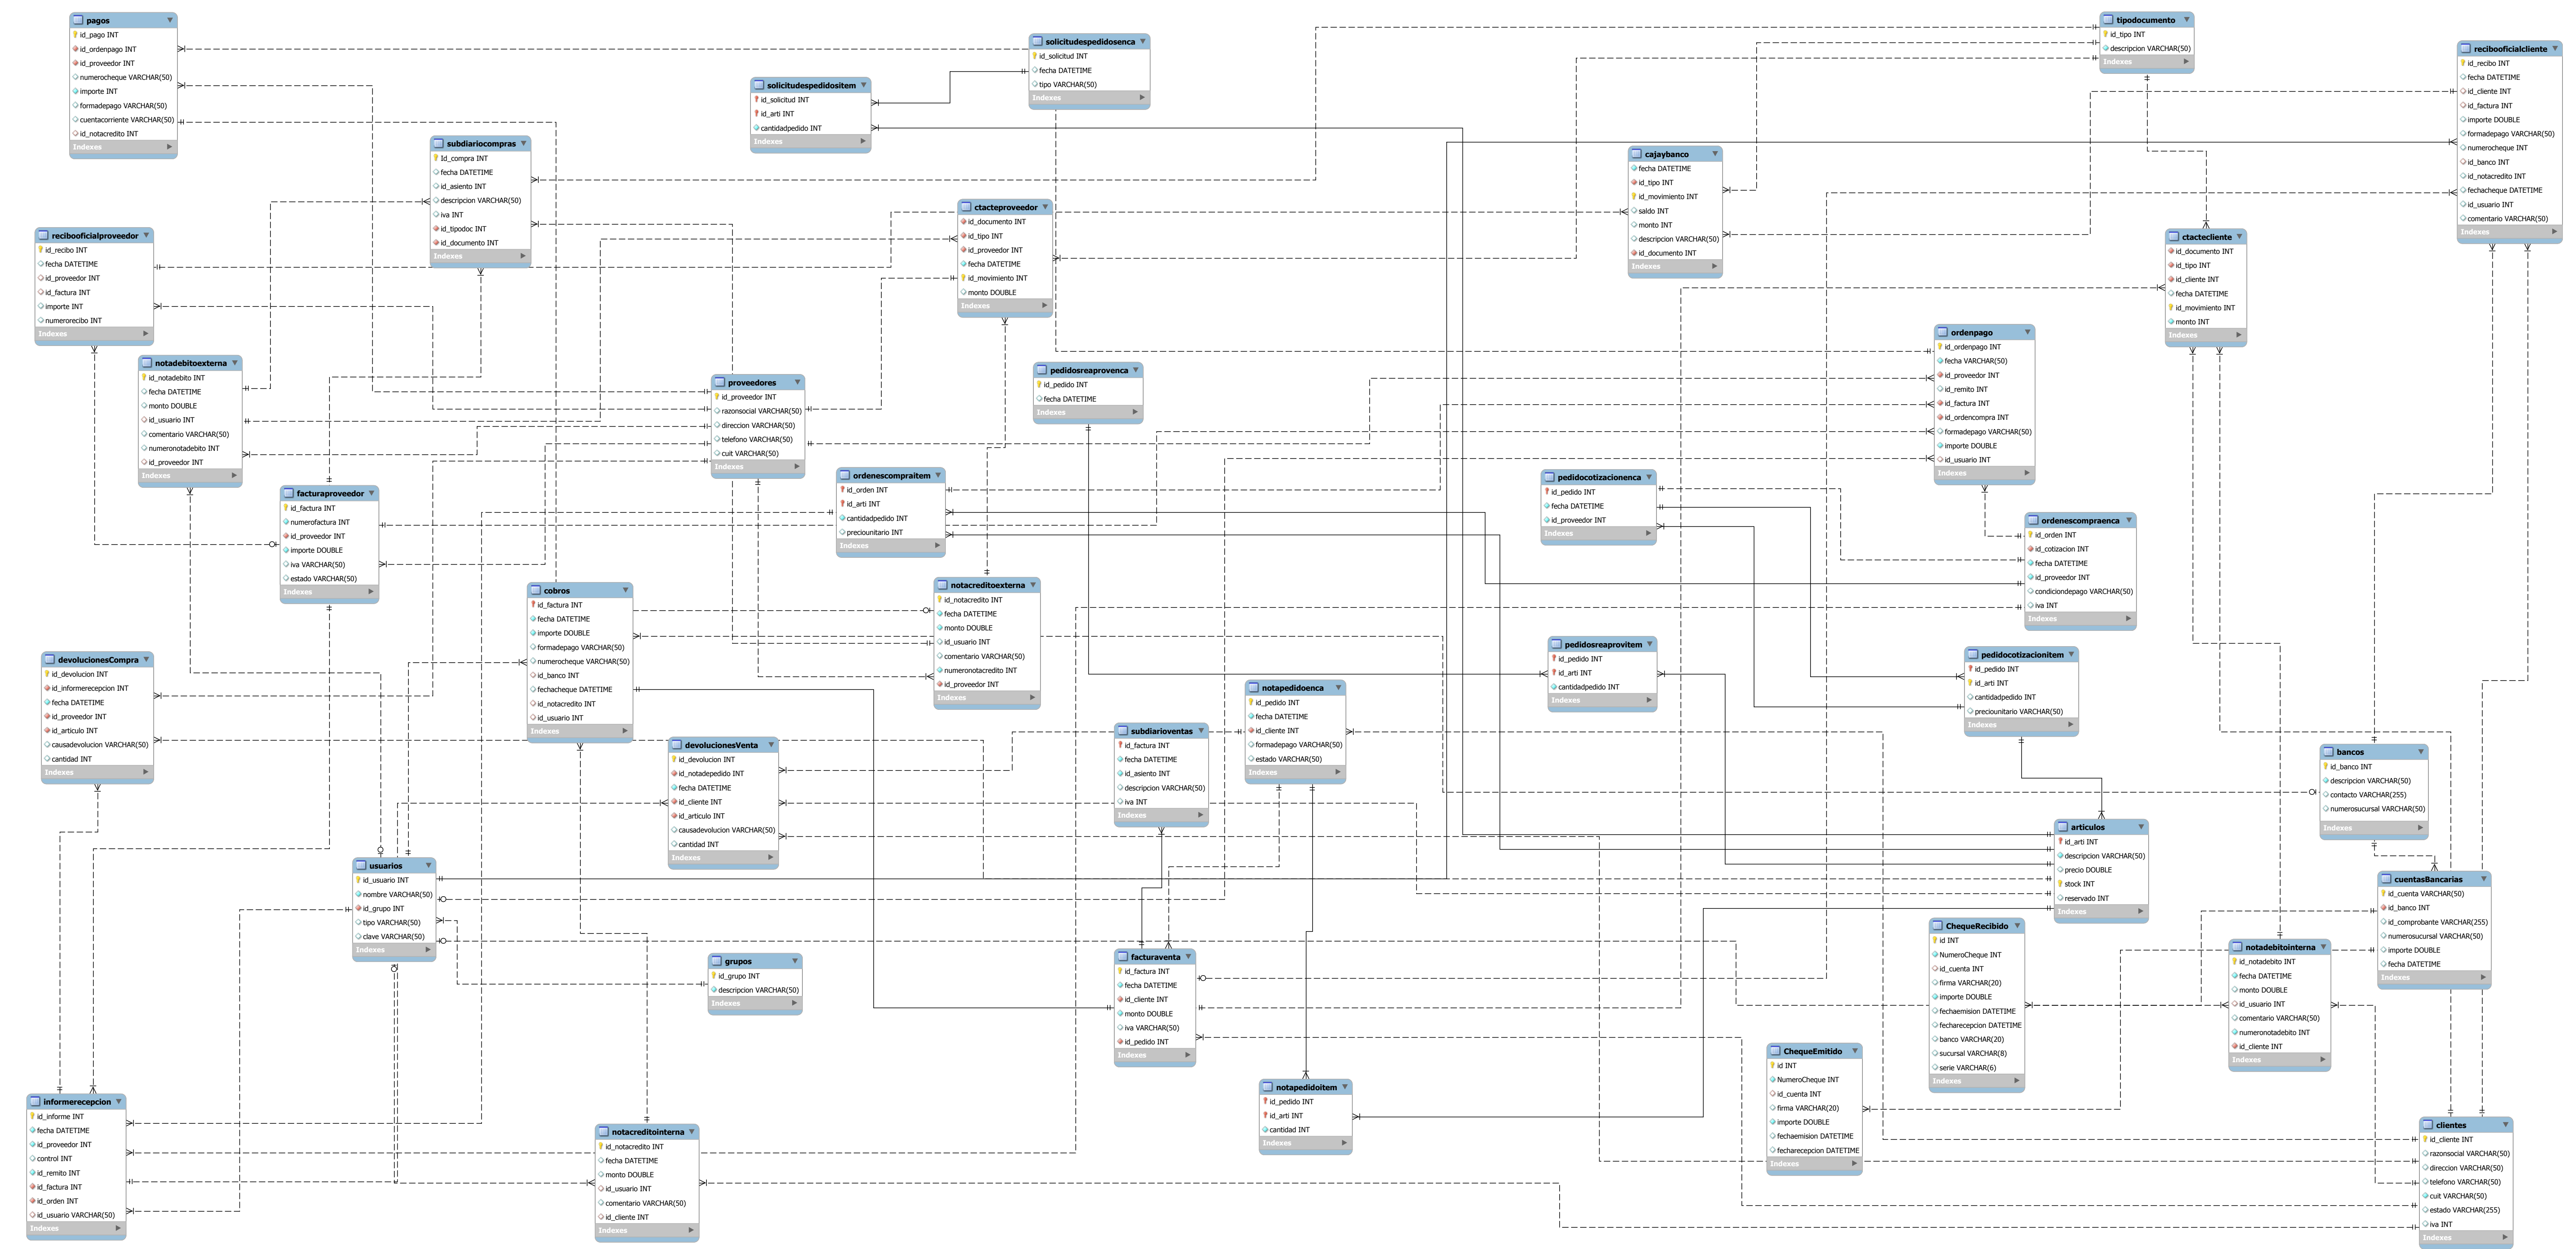 pagos
id_pago INT
id_ordenpago INT
id_proveedor INT
numerocheque VARCHAR(50)
importe INT
formadepago VARCHAR(50)
cuentacorriente VARCHAR(50)
id_notacredito INT
Indexes
solicitudespedidosenca
id_solicitud INT
fecha DATETIME
tipo VARCHAR(50)
Indexes
tipodocumento
id_tipo INT
descripcion VARCHAR(50)
Indexes
recibooficialcliente
id_recibo INT
fecha DATETIME
id_cliente INT
id_factura INT
importe DOUBLE
formadepago VARCHAR(50)
numerocheque INT
id_banco INT
id_notacredito INT
fechacheque DATETIME
id_usuario INT
comentario VARCHAR(50)
Indexes
solicitudespedidositem
id_solicitud INT
id_arti INT
cantidadpedido INT
Indexes
subdiariocompras
Id_compra INT
fecha DATETIME
id_asiento INT
descripcion VARCHAR(50)
iva INT
id_tipodoc INT
id_documento INT
Indexes
cajaybanco
fecha DATETIME
id_tipo INT
id_movimiento INT
saldo INT
monto INT
descripcion VARCHAR(50)
id_documento INT
Indexes
ctacteproveedor
id_documento INT
id_tipo INT
id_proveedor INT
fecha DATETIME
id_movimiento INT
monto DOUBLE
Indexes
recibooficialproveedor
id_recibo INT
fecha DATETIME
id_proveedor INT
id_factura INT
importe INT
numerorecibo INT
Indexes
ctactecliente
id_documento INT
id_tipo INT
id_cliente INT
fecha DATETIME
id_movimiento INT
monto INT
Indexes
ordenpago
id_ordenpago INT
fecha VARCHAR(50)
id_proveedor INT
id_remito INT
id_factura INT
id_ordencompra INT
formadepago VARCHAR(50)
importe DOUBLE
id_usuario INT
Indexes
notadebitoexterna
id_notadebito INT
fecha DATETIME
monto DOUBLE
id_usuario INT
comentario VARCHAR(50)
numeronotadebito INT
id_proveedor INT
Indexes
proveedores
id_proveedor INT
razonsocial VARCHAR(50)
direccion VARCHAR(50)
telefono VARCHAR(50)
cuit VARCHAR(50)
Indexes
pedidosreaprovenca
id_pedido INT
fecha DATETIME
Indexes
facturaproveedor
id_factura INT
numerofactura INT
id_proveedor INT
importe DOUBLE
iva VARCHAR(50)
estado VARCHAR(50)
Indexes
ordenescompraitem
id_orden INT
id_arti INT
cantidadpedido INT
preciounitario INT
Indexes
pedidocotizacionenca
id_pedido INT
fecha DATETIME
id_proveedor INT
Indexes
ordenescompraenca
id_orden INT
id_cotizacion INT
fecha DATETIME
id_proveedor INT
condiciondepago VARCHAR(50)
iva INT
Indexes
cobros
id_factura INT
fecha DATETIME
importe DOUBLE
formadepago VARCHAR(50)
numerocheque VARCHAR(50)
id_banco INT
fechacheque DATETIME
id_notacredito INT
id_usuario INT
Indexes
notacreditoexterna
id_notacredito INT
fecha DATETIME
monto DOUBLE
id_usuario INT
comentario VARCHAR(50)
numeronotacredito INT
id_proveedor INT
Indexes
devolucionesCompra
id_devolucion INT
id_informerecepcion INT
fecha DATETIME
id_proveedor INT
id_articulo INT
causadevolucion VARCHAR(50)
cantidad INT
Indexes
pedidosreaprovitem
id_pedido INT
id_arti INT
cantidadpedido INT
Indexes
pedidocotizacionitem
id_pedido INT
id_arti INT
cantidadpedido INT
preciounitario VARCHAR(50)
Indexes
notapedidoenca
id_pedido INT
fecha DATETIME
id_cliente INT
formadepago VARCHAR(50)
estado VARCHAR(50)
Indexes
subdiarioventas
id_factura INT
fecha DATETIME
id_asiento INT
descripcion VARCHAR(50)
iva INT
Indexes
devolucionesVenta
id_devolucion INT
id_notadepedido INT
fecha DATETIME
id_cliente INT
id_articulo INT
causadevolucion VARCHAR(50)
cantidad INT
Indexes
bancos
id_banco INT
descripcion VARCHAR(50)
contacto VARCHAR(255)
numerosucursal VARCHAR(50)
Indexes
articulos
id_arti INT
descripcion VARCHAR(50)
precio DOUBLE
stock INT
reservado INT
Indexes
usuarios
id_usuario INT
nombre VARCHAR(50)
id_grupo INT
tipo VARCHAR(50)
clave VARCHAR(50)
Indexes
cuentasBancarias
id_cuenta VARCHAR(50)
id_banco INT
id_comprobante VARCHAR(255)
numerosucursal VARCHAR(50)
importe DOUBLE
fecha DATETIME
Indexes
ChequeRecibido
id INT
NumeroCheque INT
id_cuenta INT
firma VARCHAR(20)
importe DOUBLE
fechaemision DATETIME
fecharecepcion DATETIME
banco VARCHAR(20)
sucursal VARCHAR(8)
serie VARCHAR(6)
Indexes
notadebitointerna
id_notadebito INT
fecha DATETIME
monto DOUBLE
id_usuario INT
comentario VARCHAR(50)
numeronotadebito INT
id_cliente INT
Indexes
grupos
id_grupo INT
descripcion VARCHAR(50)
Indexes
facturaventa
id_factura INT
fecha DATETIME
id_cliente INT
monto DOUBLE
iva VARCHAR(50)
id_pedido INT
Indexes
ChequeEmitido
id INT
NumeroCheque INT
id_cuenta INT
firma VARCHAR(20)
importe DOUBLE
fechaemision DATETIME
fecharecepcion DATETIME
Indexes
notapedidoitem
id_pedido INT
id_arti INT
cantidad INT
Indexes
informerecepcion
id_informe INT
fecha DATETIME
id_proveedor INT
control INT
id_remito INT
id_factura INT
id_orden INT
id_usuario VARCHAR(50)
Indexes
notacreditointerna
id_notacredito INT
fecha DATETIME
monto DOUBLE
id_usuario INT
comentario VARCHAR(50)
id_cliente INT
Indexes
clientes
id_cliente INT
razonsocial VARCHAR(50)
direccion VARCHAR(50)
telefono VARCHAR(50)
cuit VARCHAR(50)
estado VARCHAR(255)
iva INT
Indexes